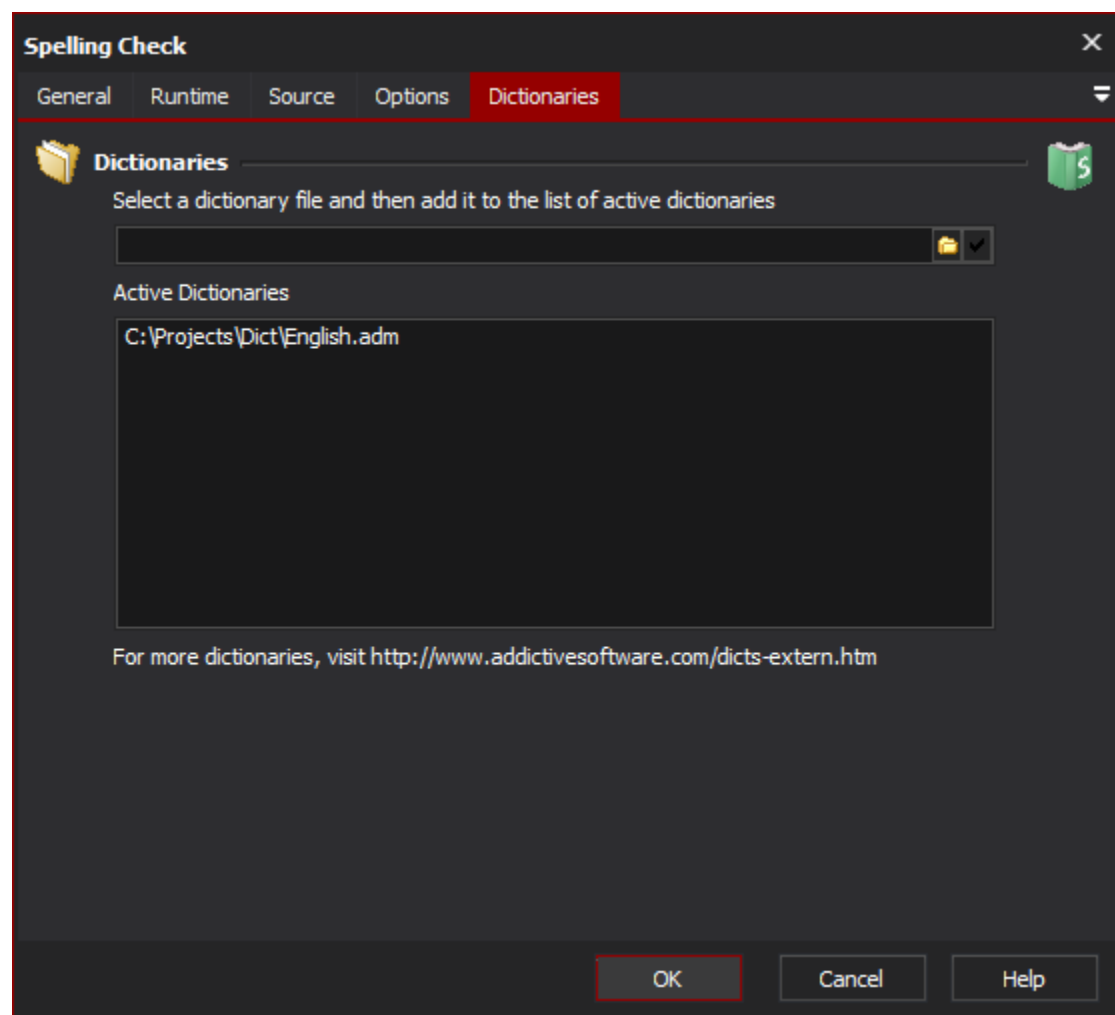 Spelling Check
General Runtime Source Options Dictionaries
Dictionaries
S
Select a dictionary file and then add it to the list of active dictionaries
Active Dictionaries
C:\Projects\Dict\English.adm
For more dictionaries, visit http://www.addictivesoftware.com/dicts-extern.htm
OK Cancel Help